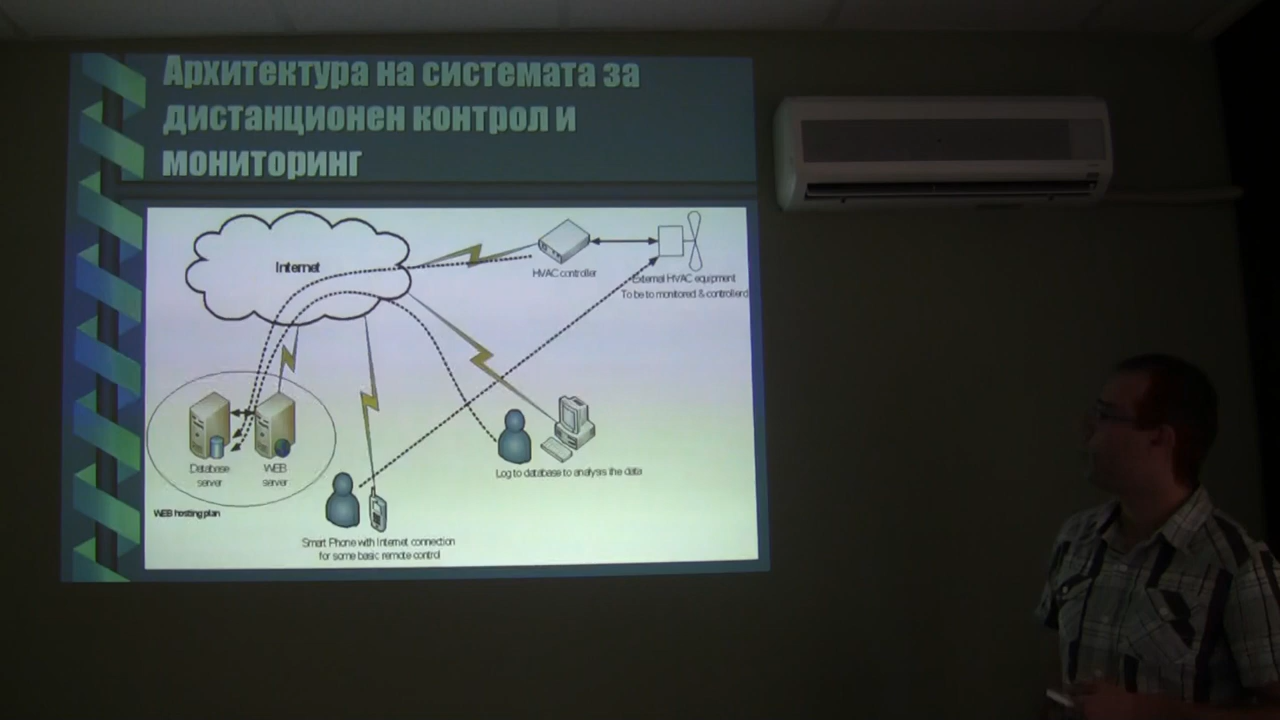 Архитектура на системата за
дистанционен контрол и
мониторинг
Internet
HVAC controller
External HVAC equipment
To be to monitored & controllerd
Database
server
WEB
server
WEB hosting plan
Log to database to analysis the data
Smart Phone with Internet connection
for some basic remote control